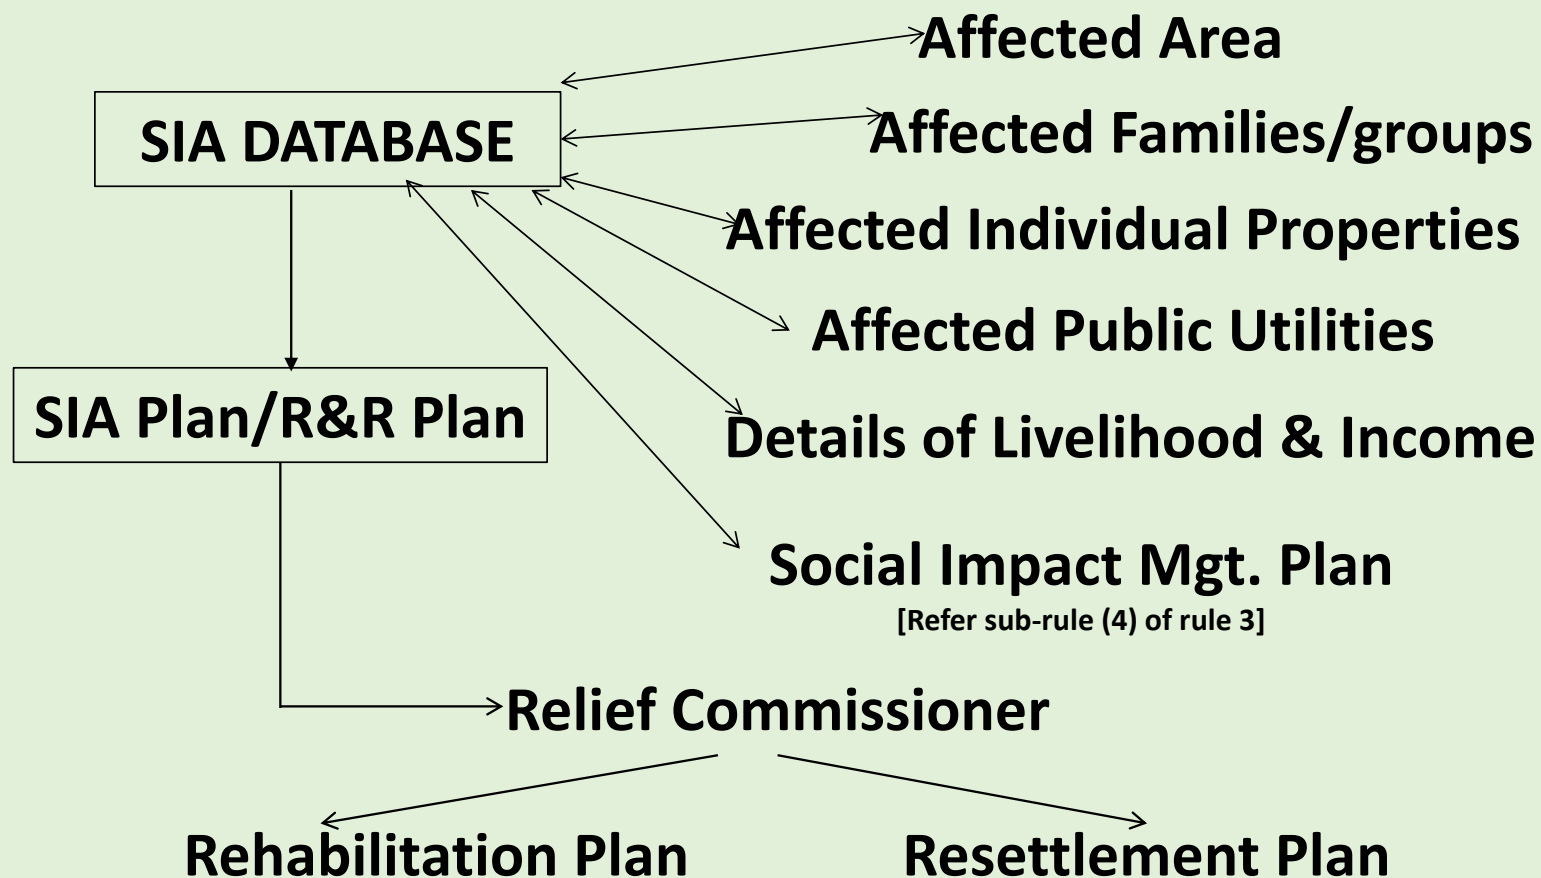 Affected Area
SIA DATABASE
Affected Families/groups
Affected Individual Properties
Affected Public Utilities
SIA Plan/R&R Plan
Details of Livelihood & Income
Social Impact Mgt. Plan
[Refer sub-rule (4) of rule 3]
Relief Commissioner
Rehabilitation Plan
Resettlement Plan